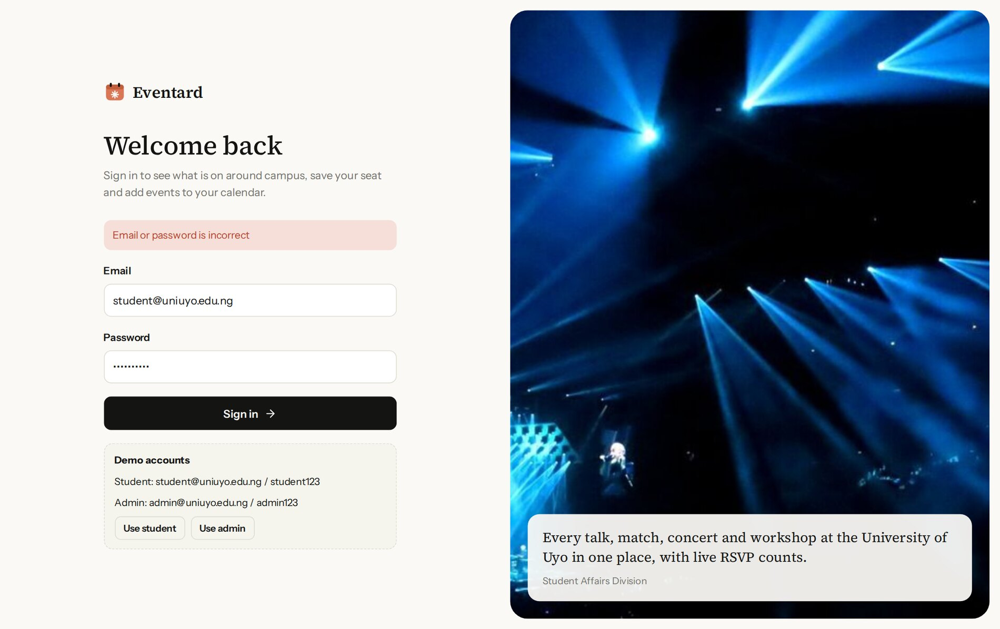 Eventard
Welcome back
Sign in to see what is on around campus, save your seat
and add events to your calendar.
Email or password is incorrect
Email
student@uniuyo.edu.ng
Password
••••••••••
Sign in →
Demo accounts
Student: student@uniuyo.edu.ng / student123
Admin: admin@uniuyo.edu.ng / admin123
Use student
Use admin
Every talk, match, concert and workshop at the University of
Uyo in one place, with live RSVP counts.
Student Affairs Division